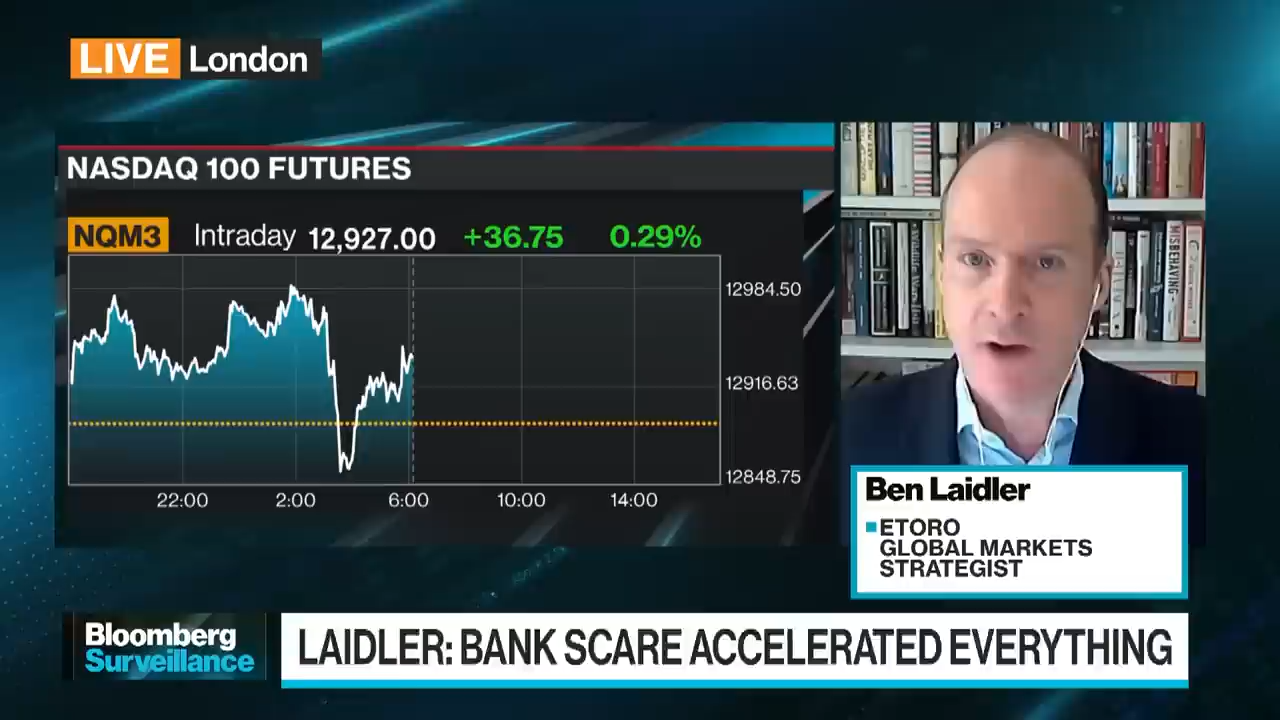 LIVE London
NASDAQ 100 FUTURES
NQM3 Intraday 12,927.00 +36.75 0.29%
12984.50
12916.63
12848.75
22:00 2:00 6:00 10:00 14:00
MISBEHAVING
Ben Laidler
ETORO
GLOBAL MARKETS
STRATEGIST
Bloomberg
Surveillance
LAIDLER: BANK SCARE ACCELERATED EVERYTHING